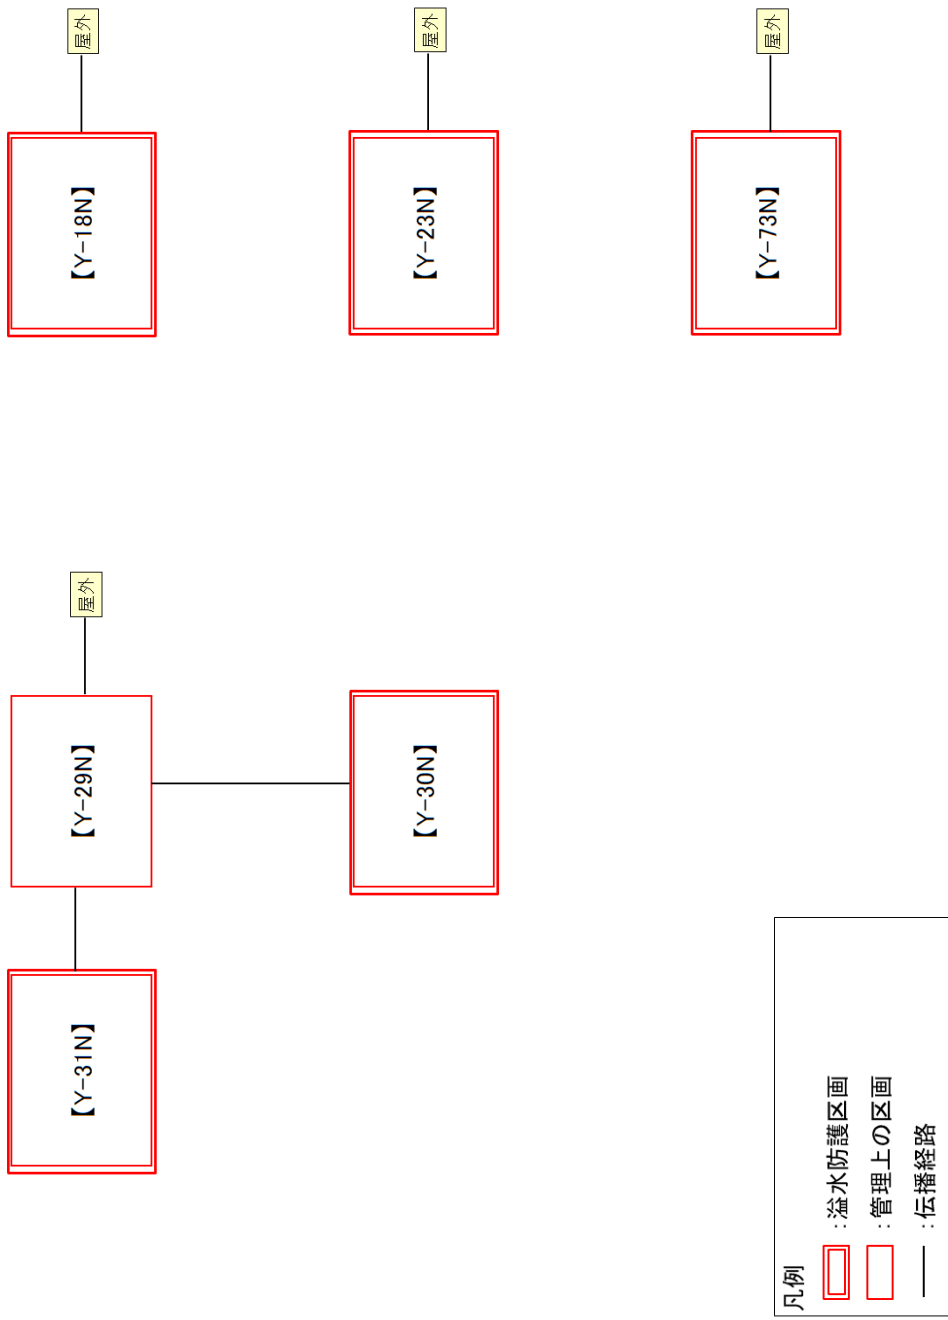 【Y-31N】
【Y-29N】
屋外
【Y-18N】
屋外
【Y-30N】
【Y-23N】
屋外
【Y-73N】
屋外
凡例
:溢水防護区画
:管理上の区画
:伝播経路